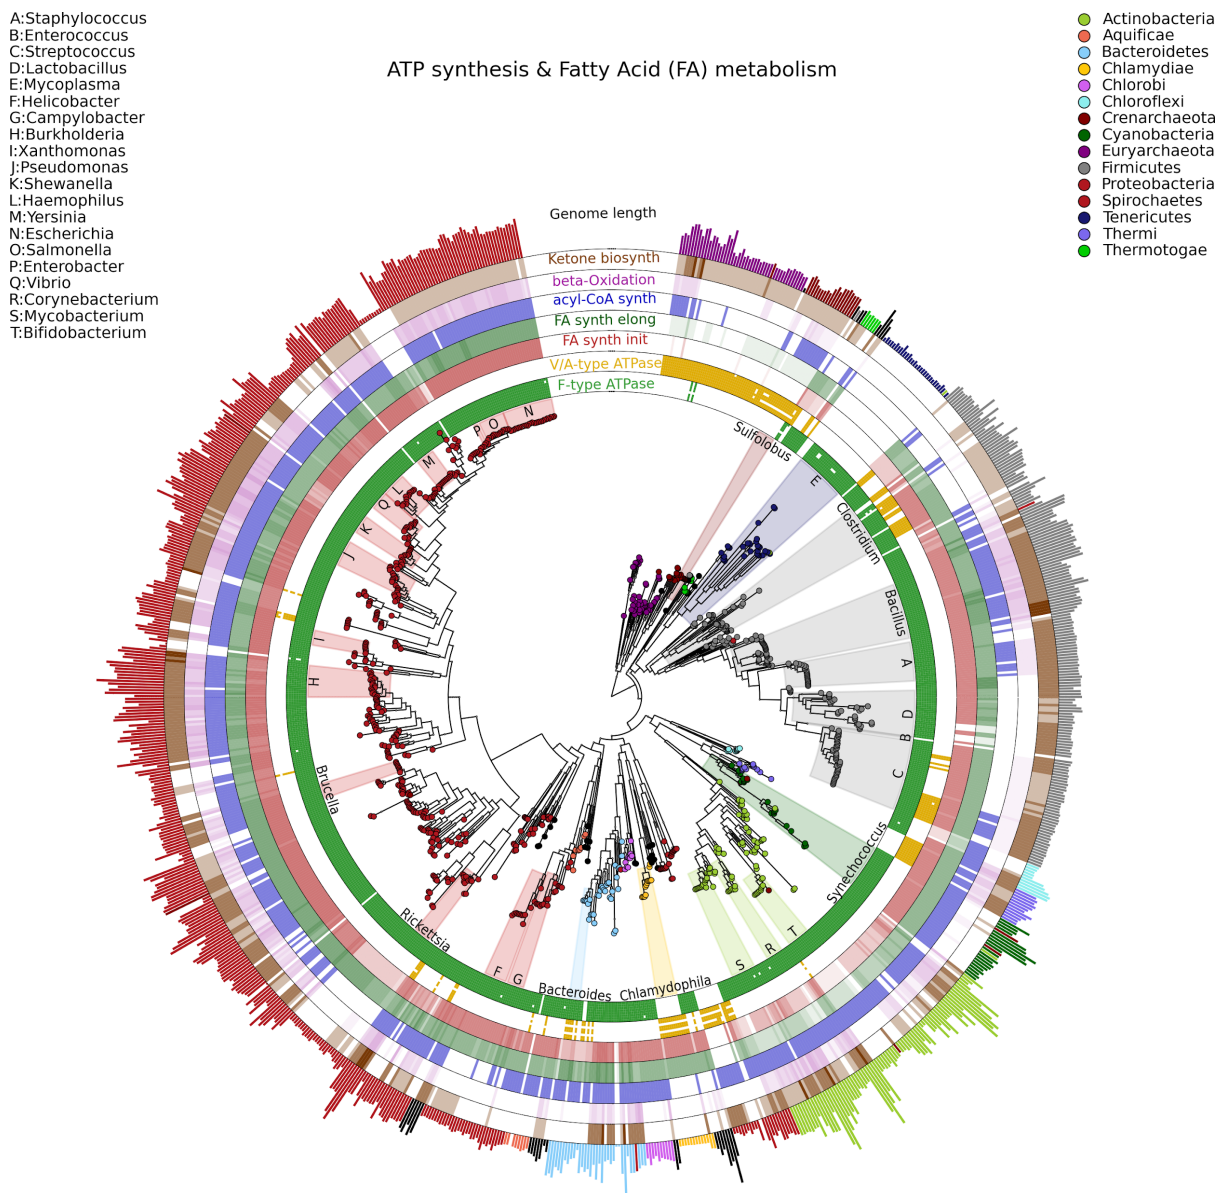 A:Staphylococcus
B:Enterococcus
C:Streptococcus
D:Lactobacillus
E:Mycoplasma
F:Helicobacter
G:Campylobacter
H:Burkholderia
I:Xanthomonas
J:Pseudomonas
K:Shewanella
L:Haemophilus
M:Yersinia
N:Escherichia
O:Salmonella
P:Enterobacter
Q:Vibrio
R:Corynebacterium
S:Mycobacterium
T:Bifidobacterium
ATP synthesis & Fatty Acid (FA) metabolism
Actinobacteria
Aquificae
Bacteroidetes
Chlamydiae
Chlorobi
Chloroflexi
Crenarchaeota
Cyanobacteria
Euryarchaeota
Firmicutes
Proteobacteria
Spirochaetes
Tenericutes
Thermi
Thermotogae
Genome length
Ketone biosynth
beta-Oxidation
acyl-CoA synth
FA synth elong
FA synth init
V/A-type ATPase
F-type ATPase
Sulfolobus
E
Clostridium
Bacillus
A
D
B
C
Synechococcus
T
R
S
Chlamydophila
Bacteroides
G
F
Rickettsia
Brucella
H
I
J
K
Q
L
M
P
O
N